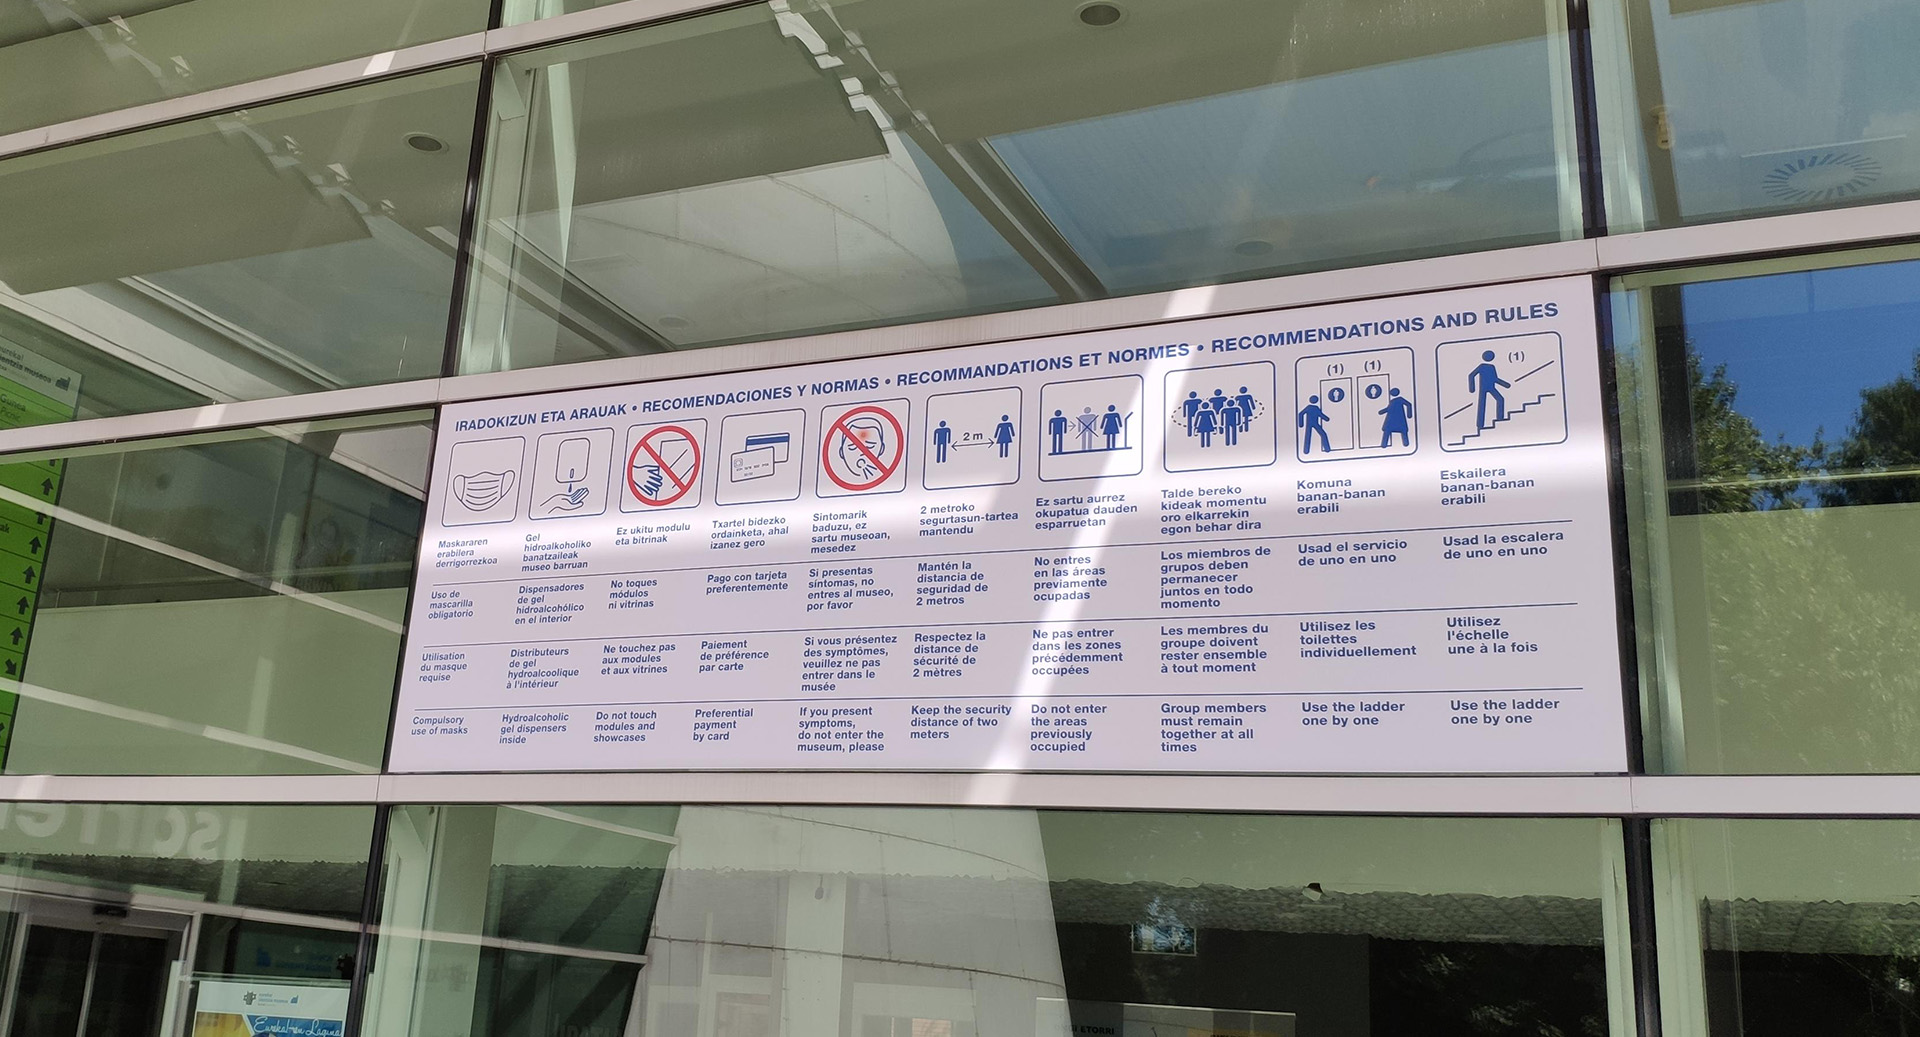 IRADOKIZUN ETA ARAUAK • RECOMENDACIONES Y NORMAS • RECOMMANDATIONS ET NORMES • RECOMMENDATIONS AND RULES
2 m
(1) (1)
(1)
Maskararen
erabilera
derrigorrezkoa
Gel
hidroalkoholiko
banatzaileak
museo barruan
Ez ukitu modulu
eta bitrinak
Txartel bidezko
ordainketa, ahal
izanez gero
Sintomarik
baduzu, ez
sartu museoan,
mesedez
2 metroko
segurtasun-tartea
mantendu
Ez sartu aurrez
okupatua dauden
esparruetan
Talde bereko
kideak momentu
oro elkarrekin
egon behar dira
Komuna
banan-banan
erabili
Eskailera
banan-banan
erabili
Uso de
mascarilla
obligatorio
Dispensadores
de gel
hidroalcohólico
en el interior
No toques
módulos
ni vitrinas
Pago con tarjeta
preferentemente
Si presentas
síntomas, no
entres al museo,
por favor
Mantén la
distancia de
seguridad de
2 metros
No entres
en las áreas
previamente
ocupadas
Los miembros de
grupos deben
permanecer
juntos en todo
momento
Usad el servicio
de uno en uno
Usad la escalera
de uno en uno
Utilisation
du masque
requise
Distributeurs
de gel
hydroalcoolique
à l'intérieur
Ne touchez pas
aux modules
et aux vitrines
Paiement
de préférence
par carte
Si vous présentez
des symptômes,
veuillez ne pas
entrer dans le
musée
Respectez la
distance de
sécurité de
2 mètres
Ne pas entrer
dans les zones
précédemment
occupées
Les membres du
groupe doivent
rester ensemble
à tout moment
Utilisez les
toilettes
individuellement
Utilisez
l'échelle
une à la fois
Compulsory
use of masks
Hydroalcoholic
gel dispensers
inside
Do not touch
modules and
showcases
Preferential
payment
by card
If you present
symptoms,
do not enter the
museum, please
Keep the security
distance of two
meters
Do not enter
the areas
previously
occupied
Group members
must remain
together at all
times
Use the ladder
one by one
Use the ladder
one by one